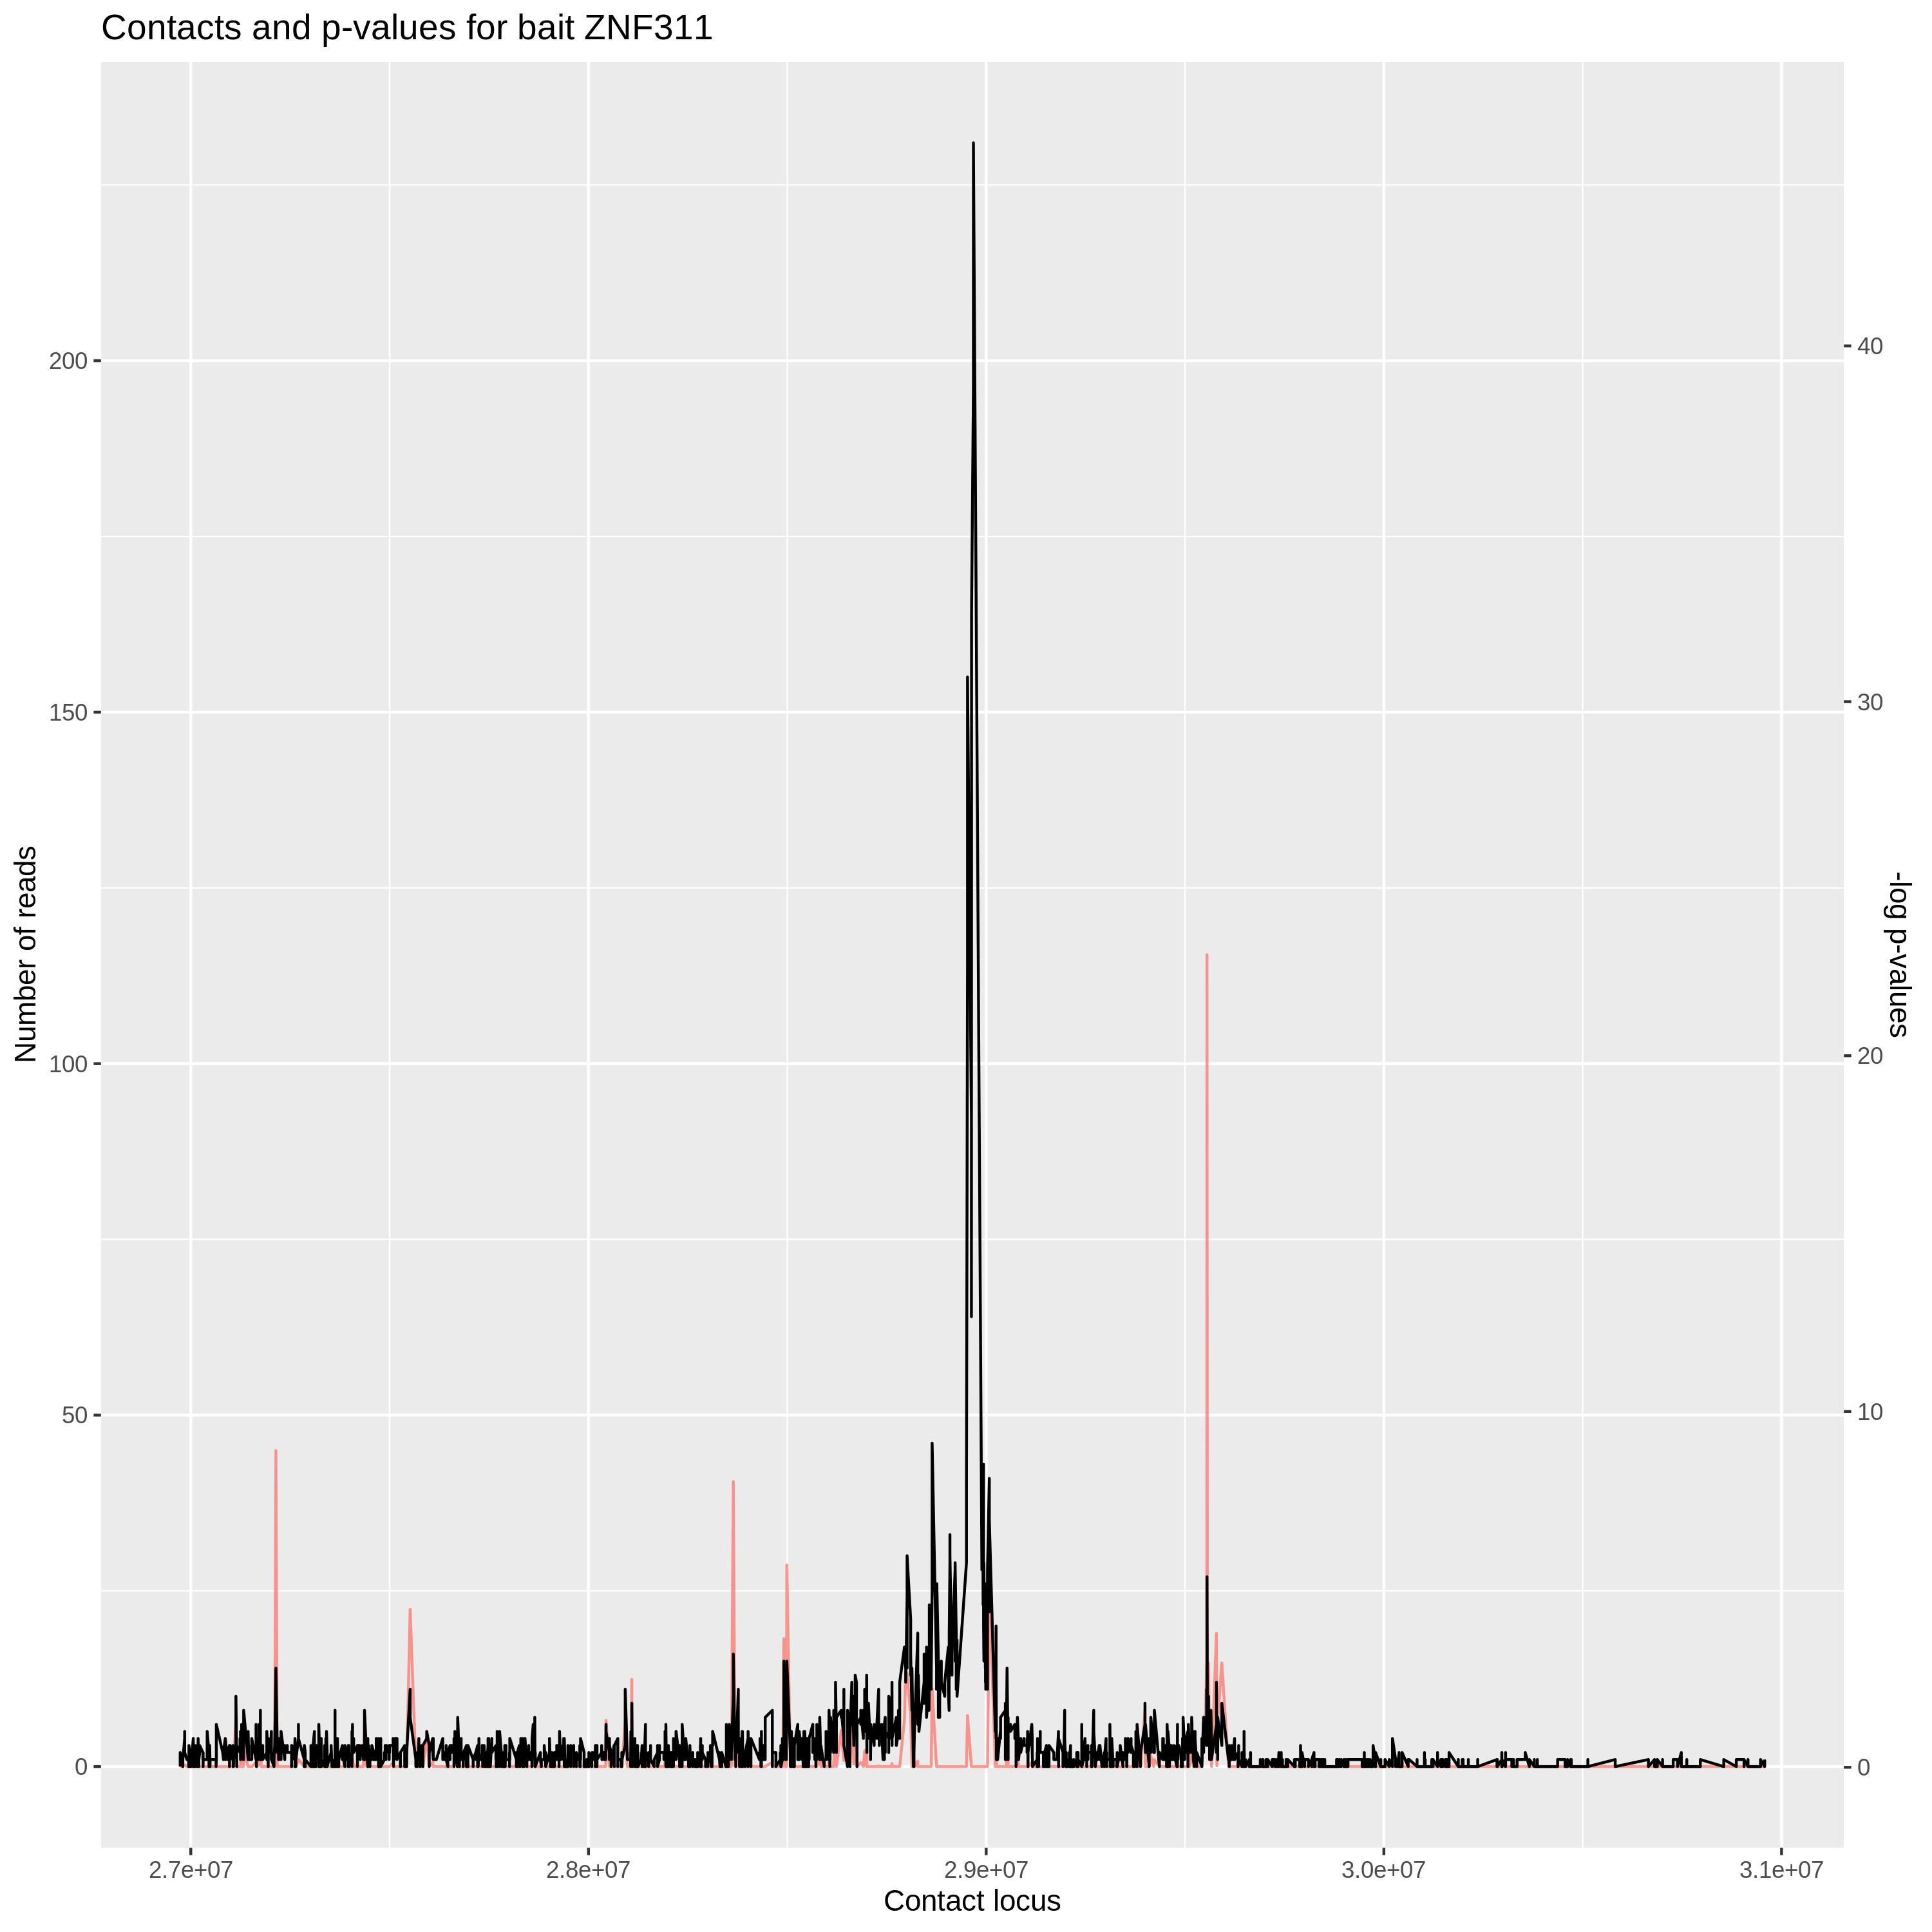 Contacts and p-values for bait ZNF311
Number of reads
200
150
100
50
0
40
30
20
10
0
-log p-values
2.7e+07 2.8e+07 2.9e+07 3.0e+07 3.1e+07
Contact locus